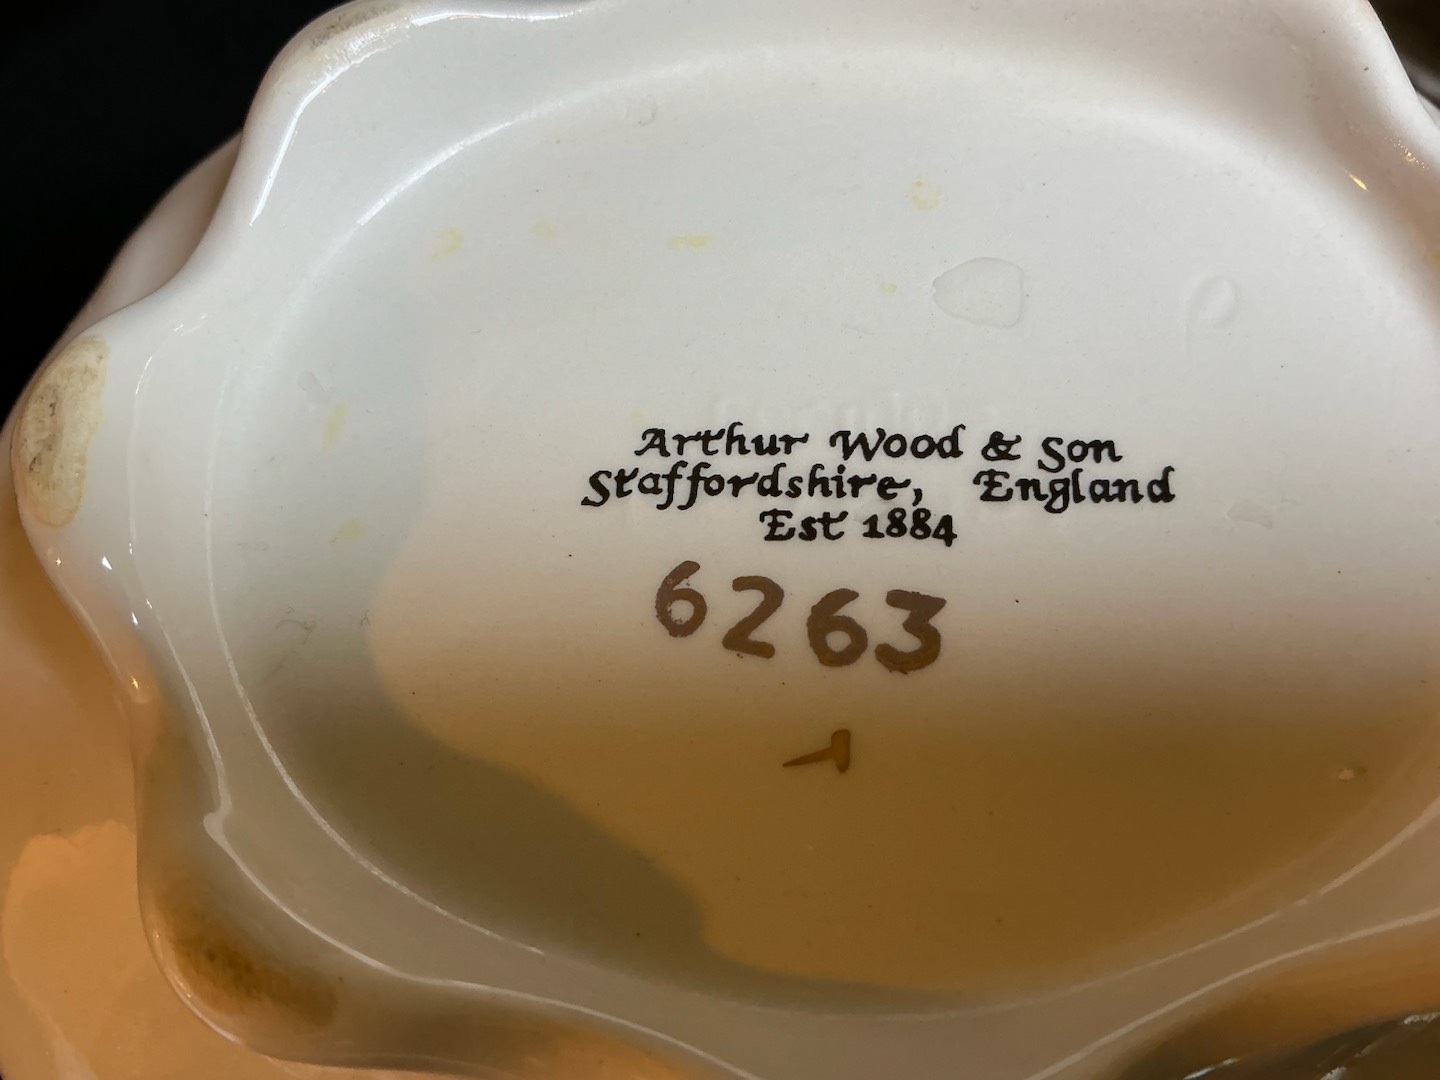 Arthur Wood & Son
Staffordshire, England
Est 1884
6263